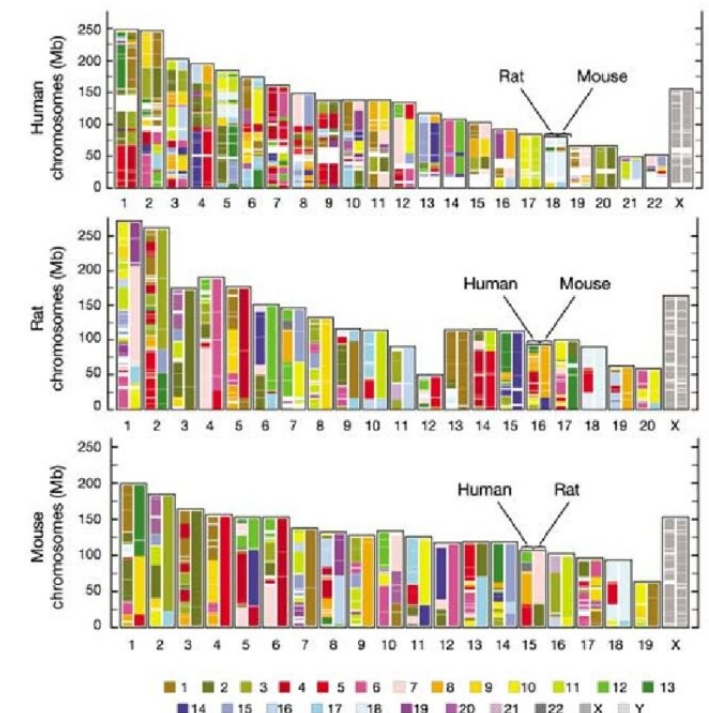 Human
chromosomes (Mb)
250
200
150
100
50
0
Rat Mouse
1 2 3 4 5 6 7 8 9 10 11 12 13 14 15 16 17 18 19 20 21 22 X
Rat
chromosomes (Mb)
250
200
150
100
50
0
Human Mouse
1 2 3 4 5 6 7 8 9 10 11 12 13 14 15 16 17 18 19 20 X
Mouse
chromosomes (Mb)
250
200
150
100
50
0
Human Rat
1 2 3 4 5 6 7 8 9 10 11 12 13 14 15 16 17 18 19 X
1 2 3 4 5 6 7 8 9 10 11 12 13
14 15 16 17 18 19 20 21 22 X Y